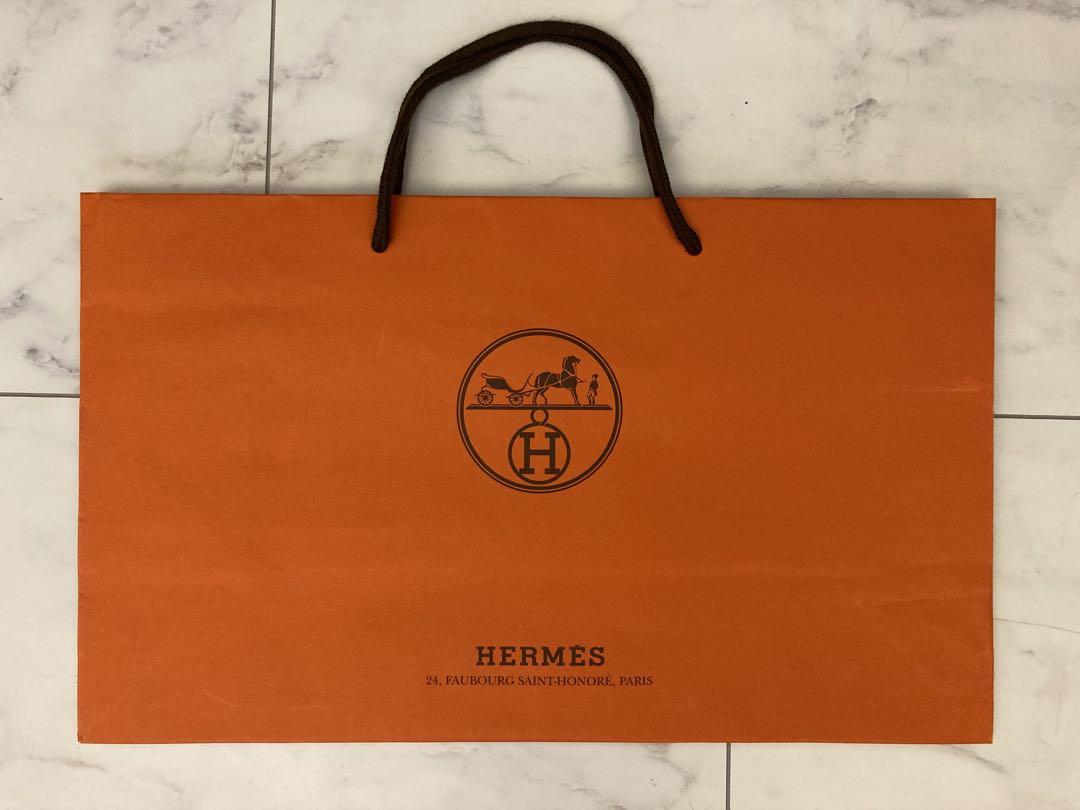 H
HERMÈS
24, FAUBOURG SAINT-HONORÉ, PARIS